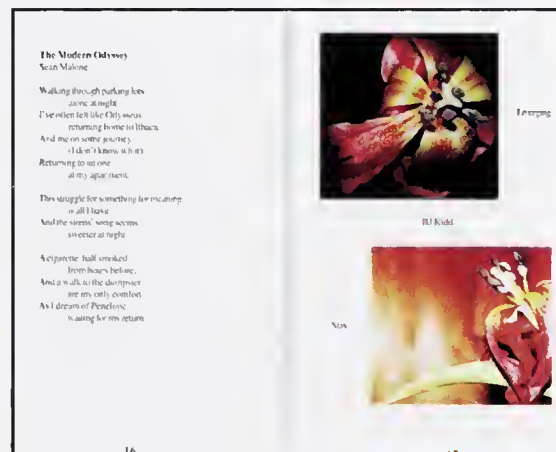 The Modern Odyssey
Sean Malone
Walking through parking lots
alone at night
I've often felt like Odysseus
returning home to Ithaca.
And me on some journey
(I don't know why)
Returning to no one
at my apartment.
This struggle for something for meaning
is all I have
And the sirens' song seems
sweeter at night
A cigarette half smoked
from hours before,
And a walk to the dumpster
are my only comfort
As I dream of Penelope
waiting for my return
16
BJ Kidd